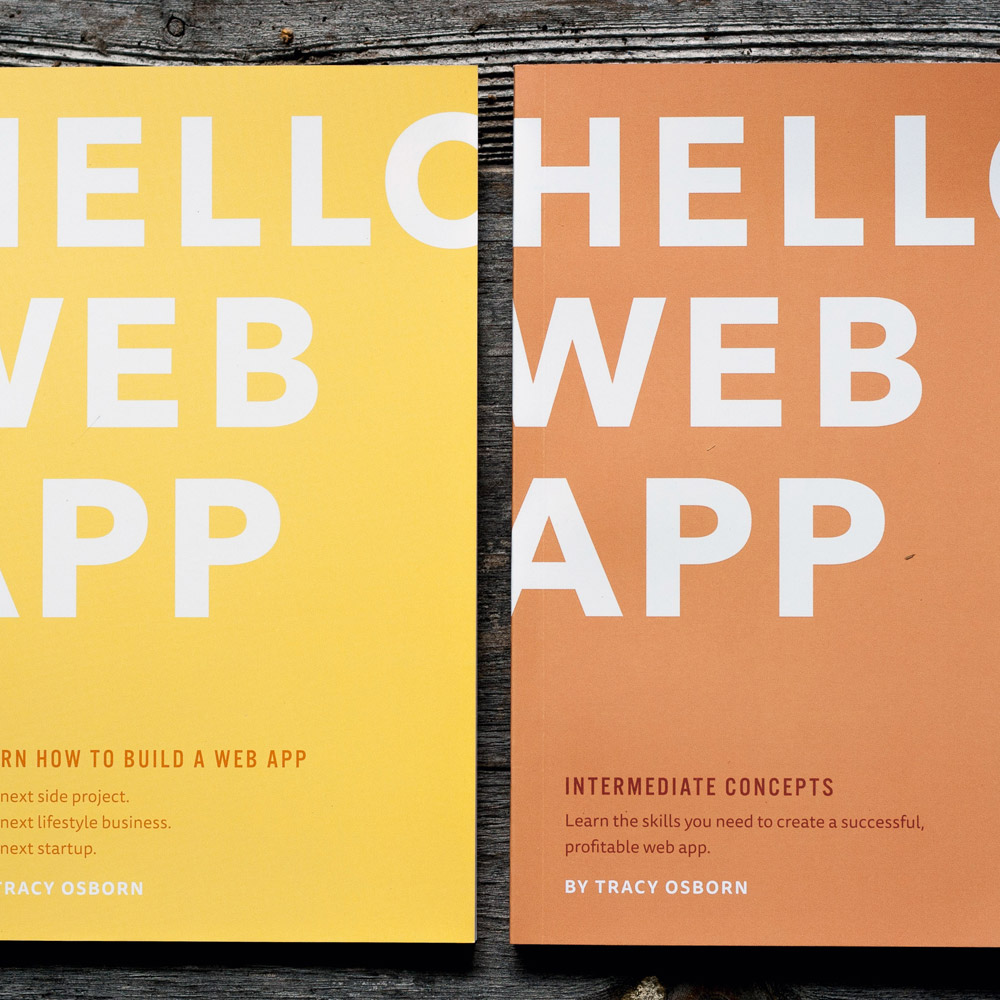 HELLO
WEB
APP
RN HOW TO BUILD A WEB APP
next side project.
next lifestyle business.
next startup.
TRACY OSBORN
HELLO
WEB
APP
INTERMEDIATE CONCEPTS
Learn the skills you need to create a successful,
profitable web app.
BY TRACY OSBORN